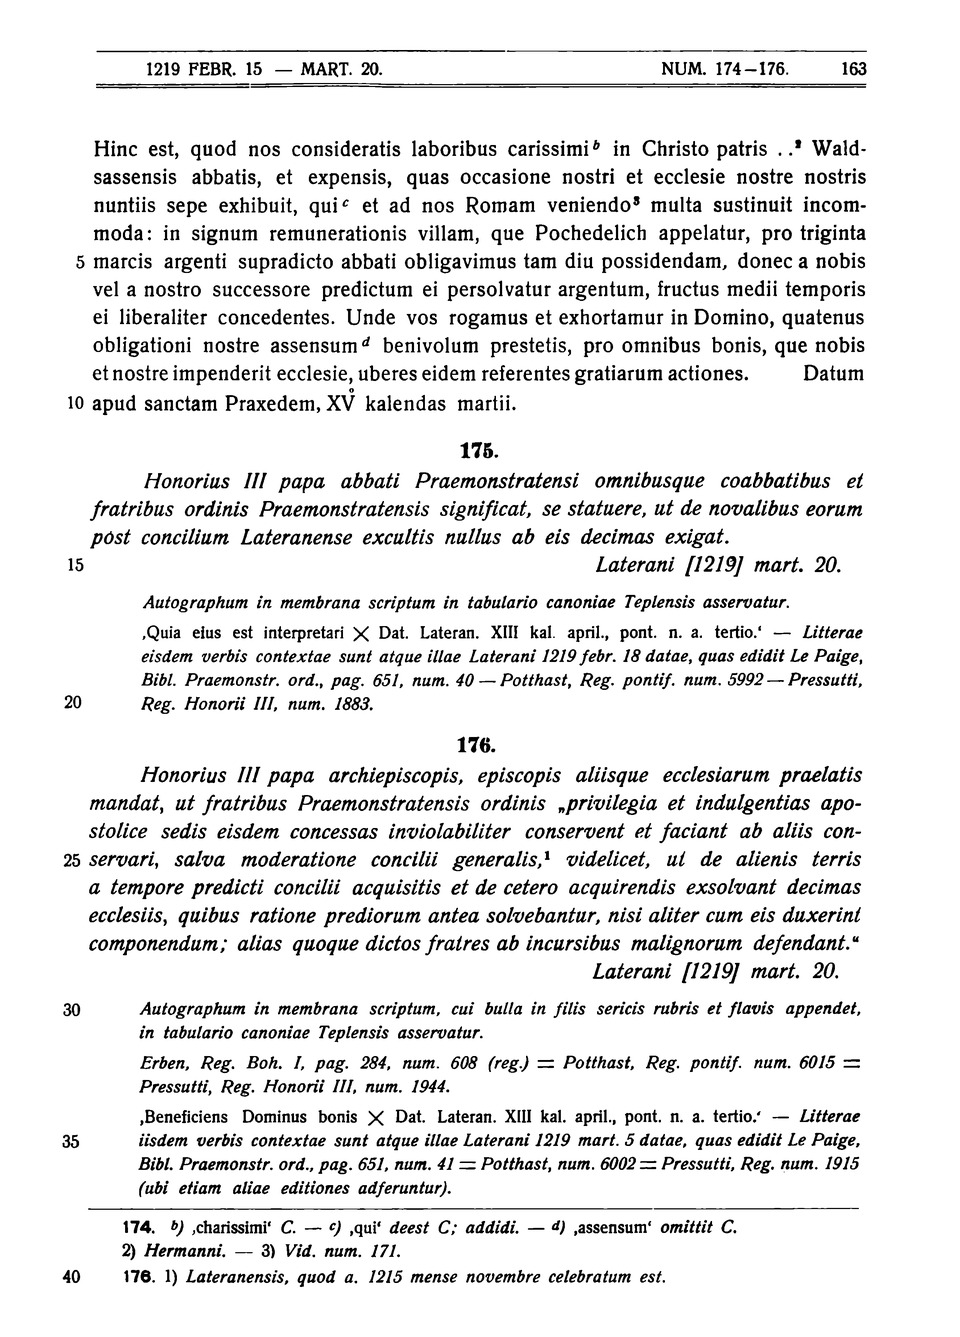 1219 FEBR. 15 — MART. 20. NUM. 174—176. 163
Hinc est, quod nos consideratis laboribus carissimi b in Christo patris . .² Wald-
sassensis abbatis, et expensis, quas occasione nostri et ecclesie nostre nostris
nuntiis sepe exhibuit, qui c et ad nos Romam veniendo³ multa sustinuit incom-
moda: in signum remunerationis villam, que Pochedelich appelatur, pro triginta
5 marcis argenti supradicto abbati obligavimus tam diu possidendam, donec a nobis
vel a nostro successore predictum ei persolvatur argentum, fructus medii temporis
ei liberaliter concedentes. Unde vos rogamus et exhortamur in Domino, quatenus
obligationi nostre assensum d benivolum prestetis, pro omnibus bonis, que nobis
et nostre impenderit ecclesie, uberes eidem referentes gratiarum actiones. Datum
10 apud sanctam Praxedem, XV̊ kalendas martii.
175.
Honorius III papa abbati Praemonstratensi omnibusque coabbatibus et
fratribus ordinis Praemonstratensis significat, se statuere, ut de novalibus eorum
post concilium Lateranense excultis nullus ab eis decimas exigat.
15 Laterani [1219] mart. 20.
Autographum in membrana scriptum in tabulario canoniae Teplensis asservatur.
‚Quia eius est interpretari X Dat. Lateran. XIII kal. april., pont. n. a. tertio.‘ — Litterae
eisdem verbis contextae sunt atque illae Laterani 1219 febr. 18 datae, quas edidit Le Paige,
Bibl. Praemonstr. ord., pag. 651, num. 40 — Potthast, Reg. pontif. num. 5992 — Pressutti,
20 Reg. Honorii III, num. 1883.
176.
Honorius III papa archiepiscopis, episcopis aliisque ecclesiarum praelatis
mandat, ut fratribus Praemonstratensis ordinis „privilegia et indulgentias apo-
stolice sedis eisdem concessas inviolabiliter conservent et faciant ab aliis con-
25 servari, salva moderatione concilii generalis,¹ videlicet, ut de alienis terris
a tempore predicti concilii acquisitis et de cetero acquirendis exsolvant decimas
ecclesiis, quibus ratione prediorum antea solvebantur, nisi aliter cum eis duxerint
componendum; alias quoque dictos fratres ab incursibus malignorum defendant.“
Laterani [1219] mart. 20.
30 Autographum in membrana scriptum, cui bulla in filis sericis rubris et flavis appendet,
in tabulario canoniae Teplensis asservatur.
Erben, Reg. Boh. I, pag. 284, num. 608 (reg.) = Potthast, Reg. pontif. num. 6015 =
Pressutti, Reg. Honorii III, num. 1944.
‚Beneficiens Dominus bonis X Dat. Lateran. XIII kal. april., pont. n. a. tertio.‘ — Litterae
35 iisdem verbis contextae sunt atque illae Laterani 1219 mart. 5 datae, quas edidit Le Paige,
Bibl. Praemonstr. ord., pag. 651, num. 41 = Potthast, num. 6002 = Pressutti, Reg. num. 1915
(ubi etiam aliae editiones adferuntur).
174. b) ‚charissimi‘ C. — c) ‚qui‘ deest C; addidi. — d) ‚assensum‘ omittit C.
2) Hermanni. — 3) Vid. num. 171.
40 176. 1) Lateranensis, quod a. 1215 mense novembre celebratum est.